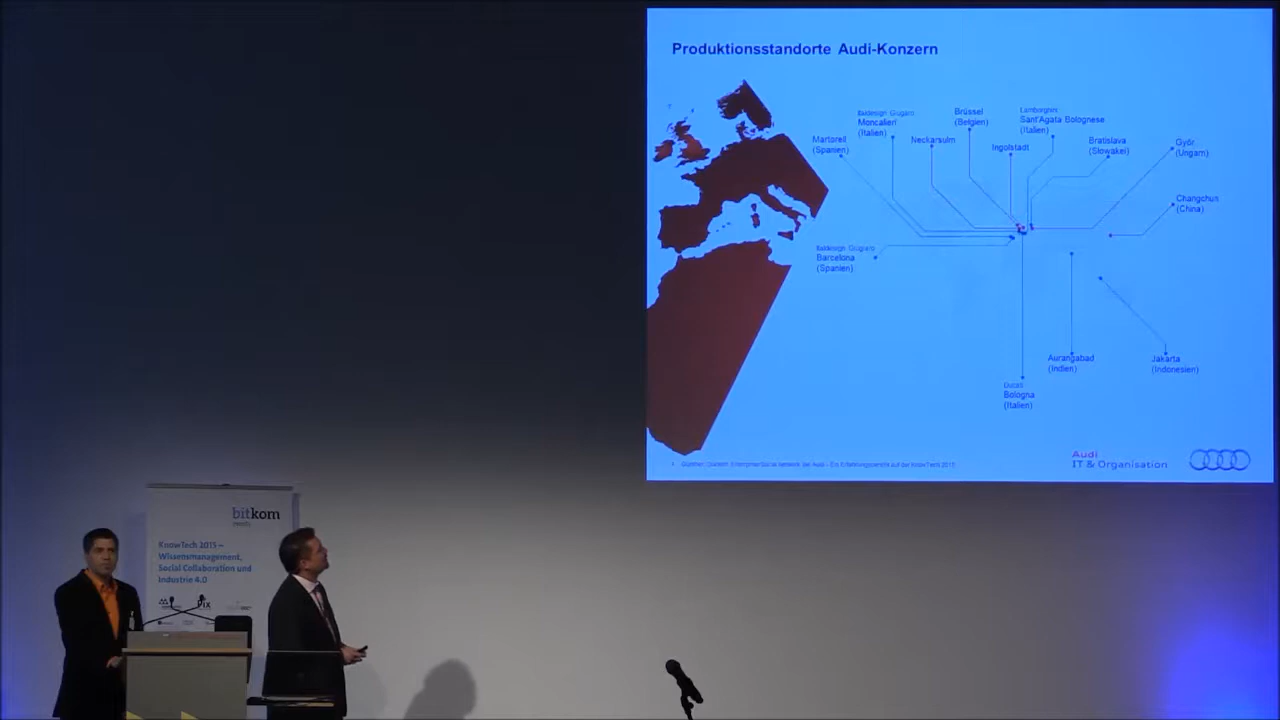 Produktionsstandorte Audi-Konzern
Martorell
(Spanien)
Italdesign Giugiaro
Moncalieri
(Italien)
Neckarsulm
Brüssel
(Belgien)
Ingolstadt
Lamborghini
Sant'Agata Bolognese
(Italien)
Bratislava
(Slowakei)
Győr
(Ungarn)
Changchun
(China)
Italdesign Giugiaro
Barcelona
(Spanien)
Aurangabad
(Indien)
Jakarta
(Indonesien)
Ducati
Bologna
(Italien)
Audi
IT & Organisation
bitkom
KnowTech 2015 –
Wissensmanagement,
Social Collaboration und
Industrie 4.0